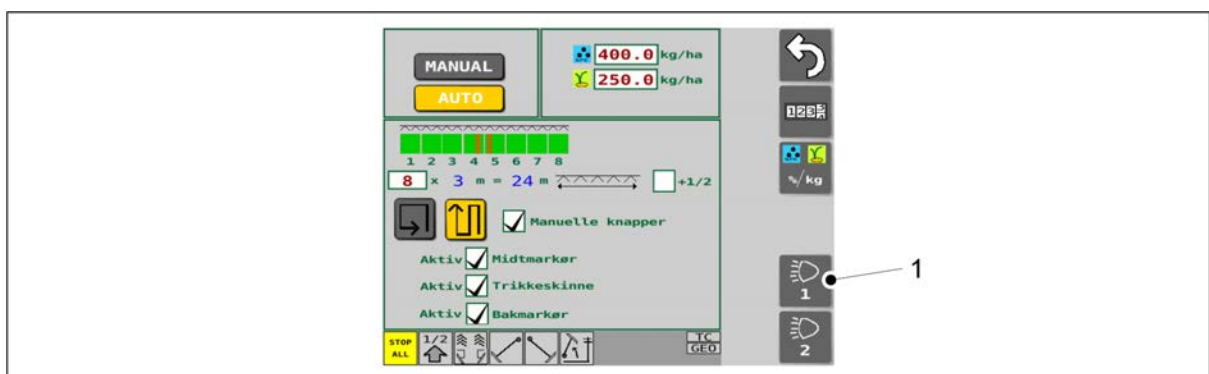 MANUAL
AUTO
400.0 kg/ha
250.0 kg/ha
1 2 3 4 5 6 7 8
8 × 3 m = 24 m +1/2
Manuelle knapper
Aktiv Midtmarkør
Aktiv Trikkeskinne
Aktiv Bakmarkør
STOP
ALL
1/2
TC
GEO
%/kg
1
2
1